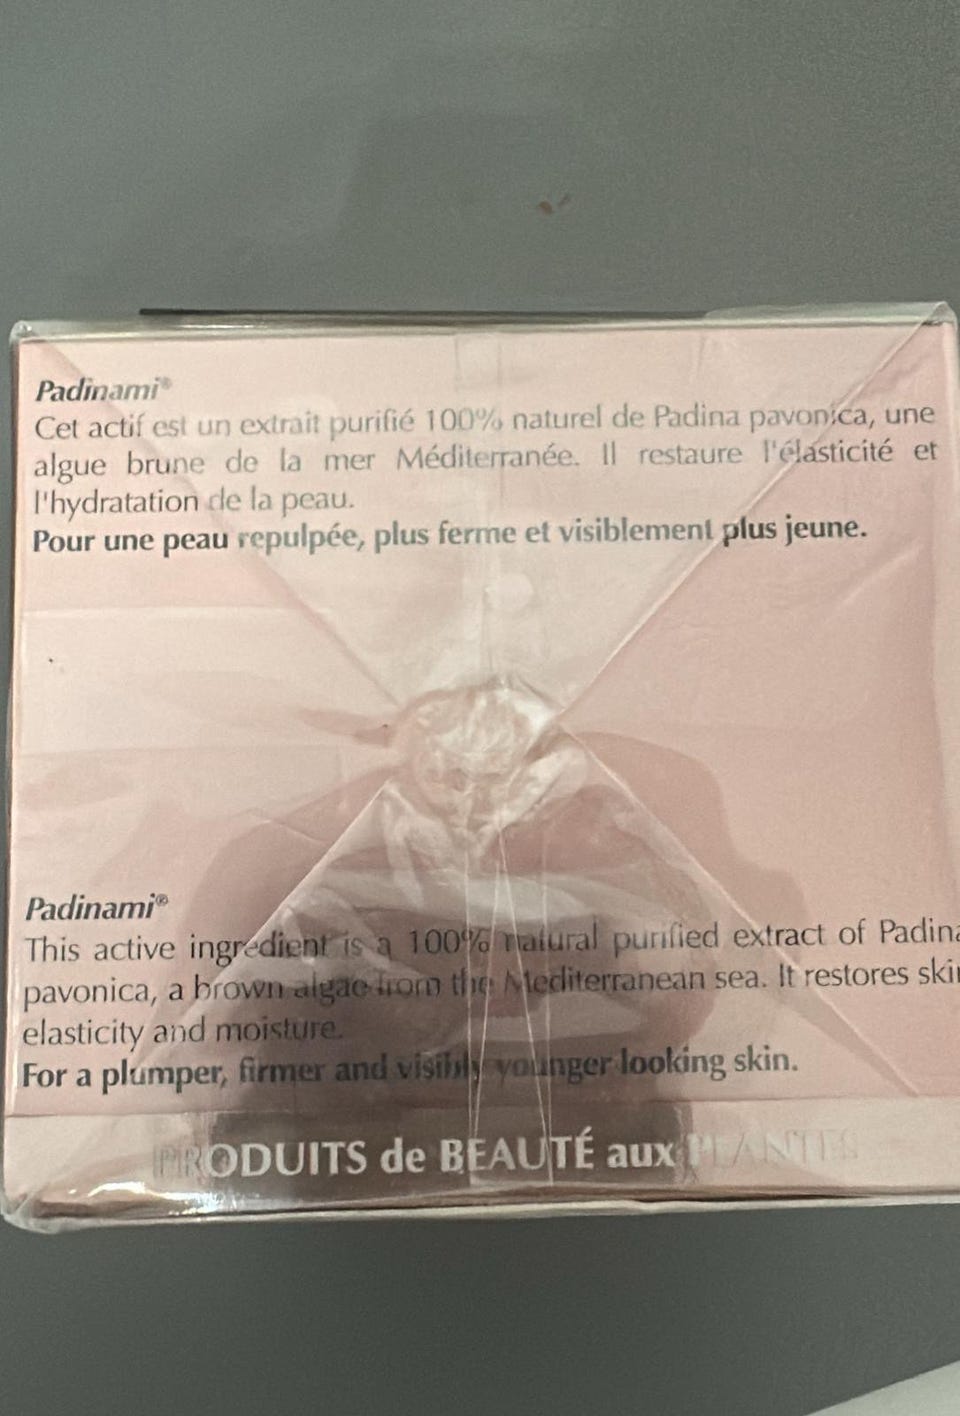 Padinami®
Cet actif est un extrait purifié 100% naturel de Padina pavonica, une
algue brune de la mer Méditerranée. Il restaure l'élasticité et
l'hydratation de la peau.
Pour une peau repulpée, plus ferme et visiblement plus jeune.
Padinami®
This active ingredient is a 100% natural purified extract of Padina
pavonica, a brown algae from the Mediterranean sea. It restores skin
elasticity and moisture.
For a plumper, firmer and visibly younger looking skin.
PRODUITS de BEAUTÉ aux PLANTES